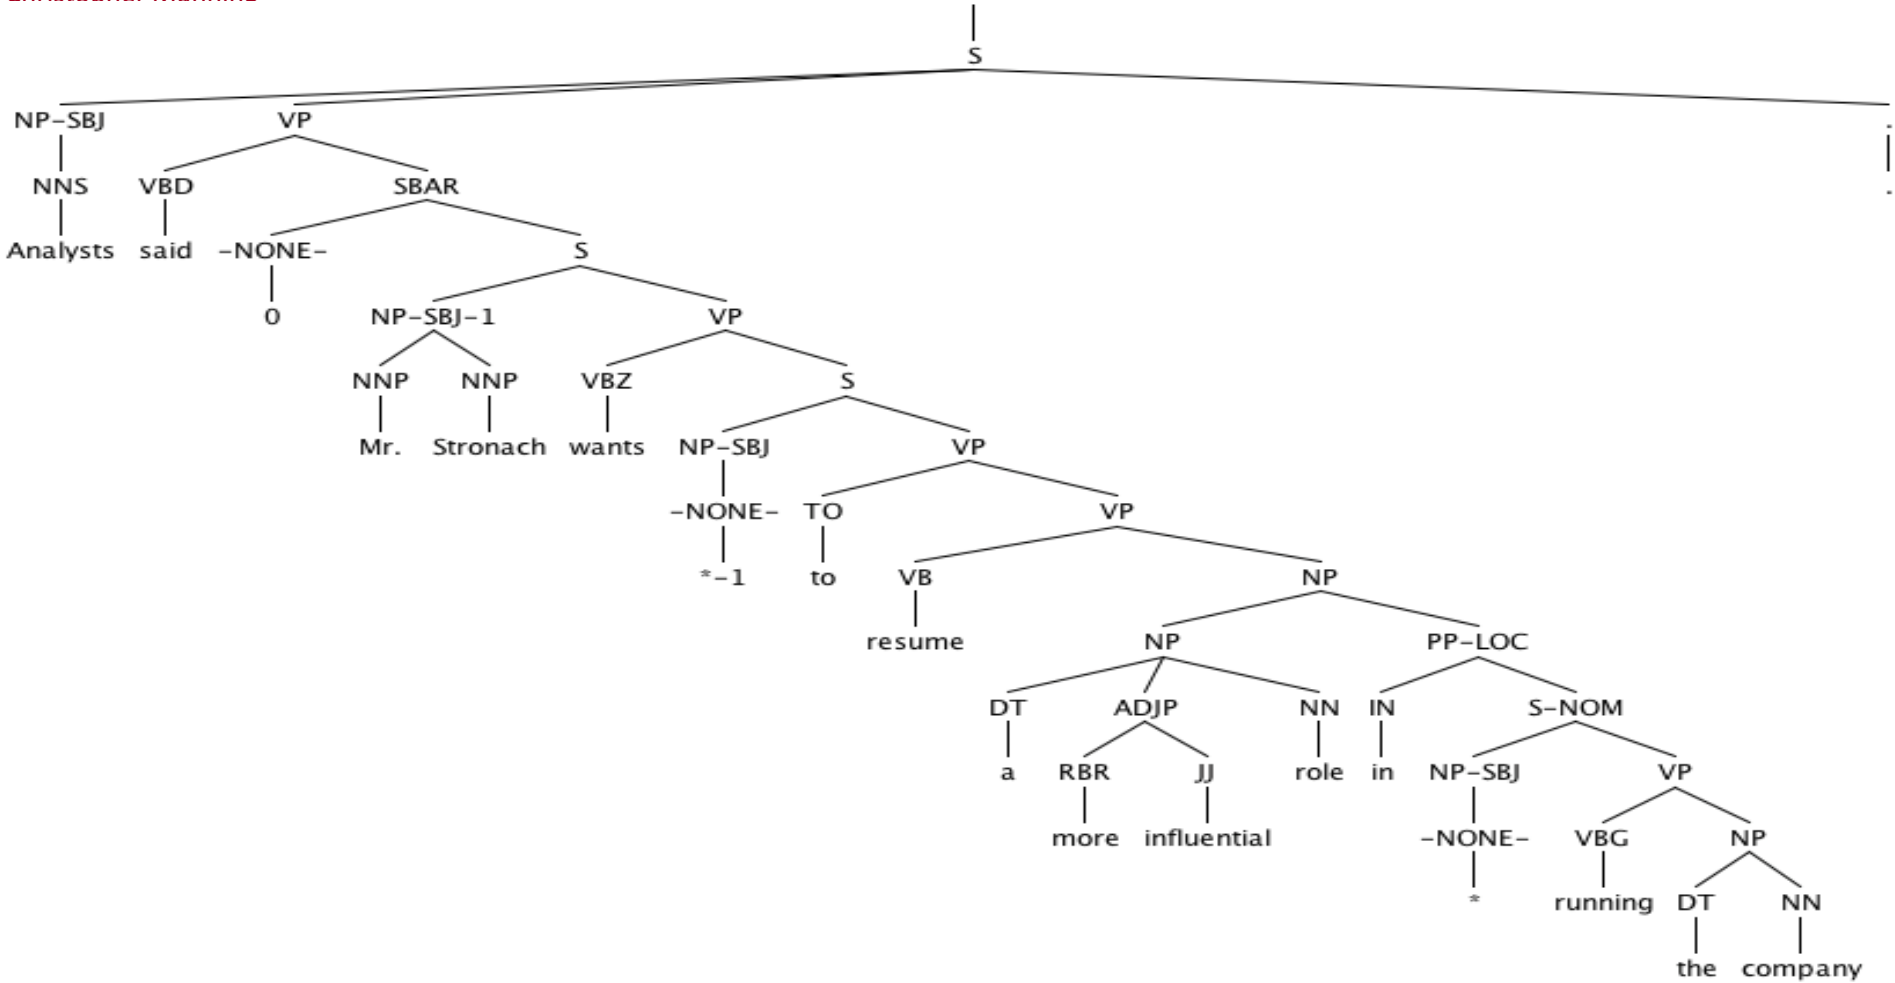 S
NP-SBJ VP .
NNS VBD SBAR .
Analysts said -NONE- S
0 NP-SBJ-1 VP
NNP NNP VBZ S
Mr. Stronach wants NP-SBJ VP
-NONE- TO VP
*-1 to VB NP
resume NP PP-LOC
DT ADJP NN IN S-NOM
a RBR JJ role in NP-SBJ VP
more influential -NONE- VBG NP
* running DT NN
the company